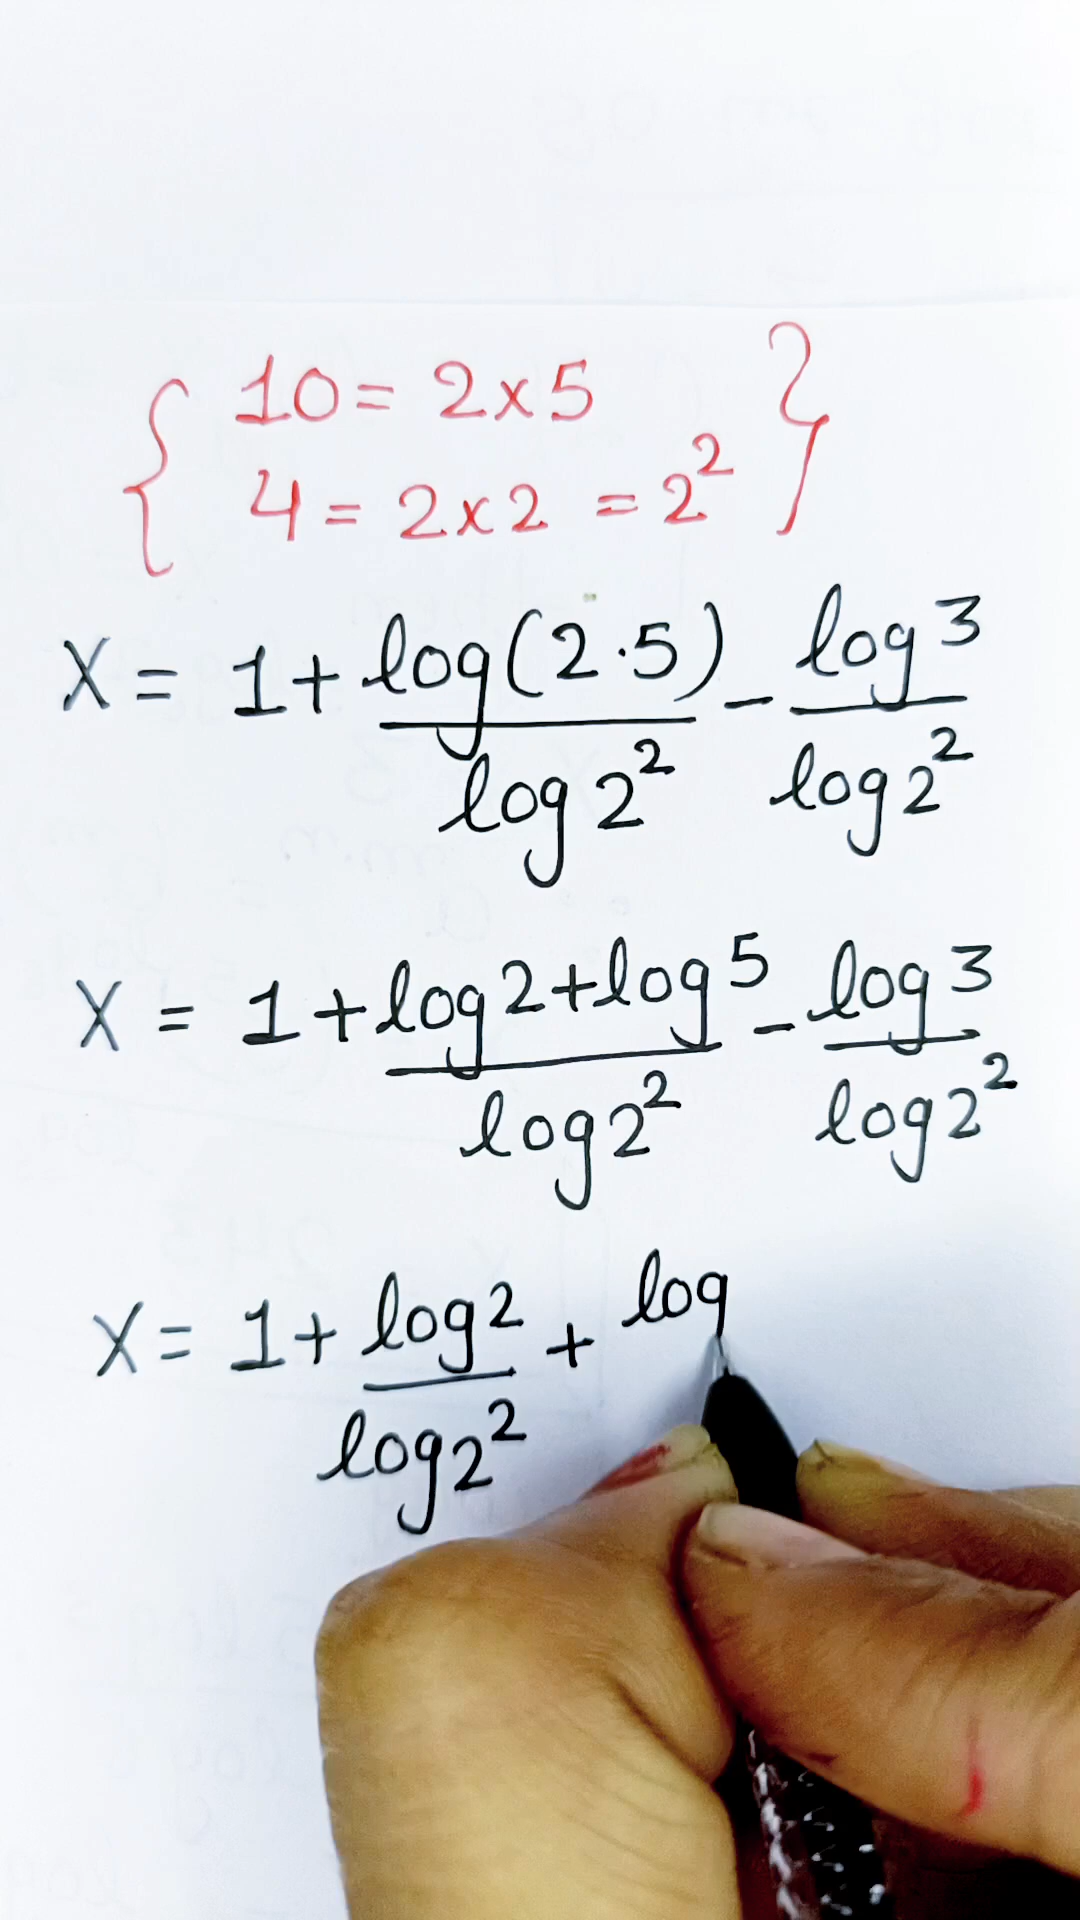 10 = 2x5
4 = 2x2 = 2²
X = 1 + log(2·5)/log 2² - log 3/log 2²
X = 1 + log 2 + log 5/log 2² - log 3/log 2²
X = 1 + log 2/log 2² + log